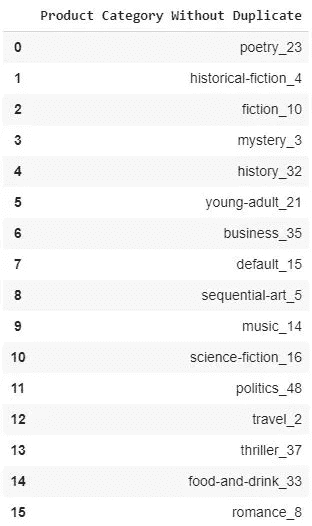 Product Category Without Duplicate
0 poetry_23
1 historical-fiction_4
2 fiction_10
3 mystery_3
4 history_32
5 young-adult_21
6 business_35
7 default_15
8 sequential-art_5
9 music_14
10 science-fiction_16
11 politics_48
12 travel_2
13 thriller_37
14 food-and-drink_33
15 romance_8